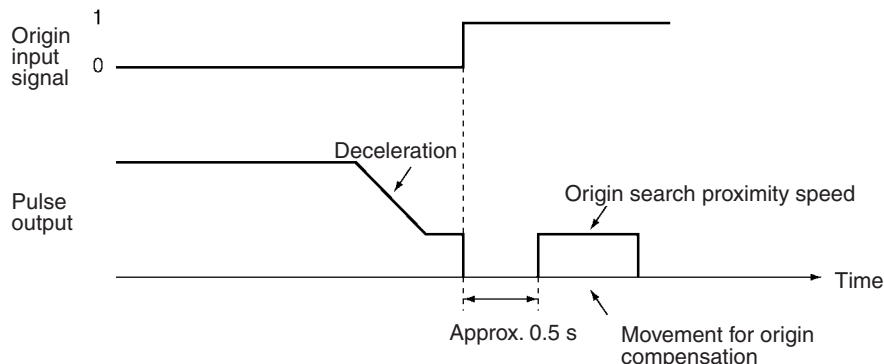 Origin
input
signal
1
0
Deceleration
Pulse
output
Origin search proximity speed
Time
Approx. 0.5 s
Movement for origin
compensation